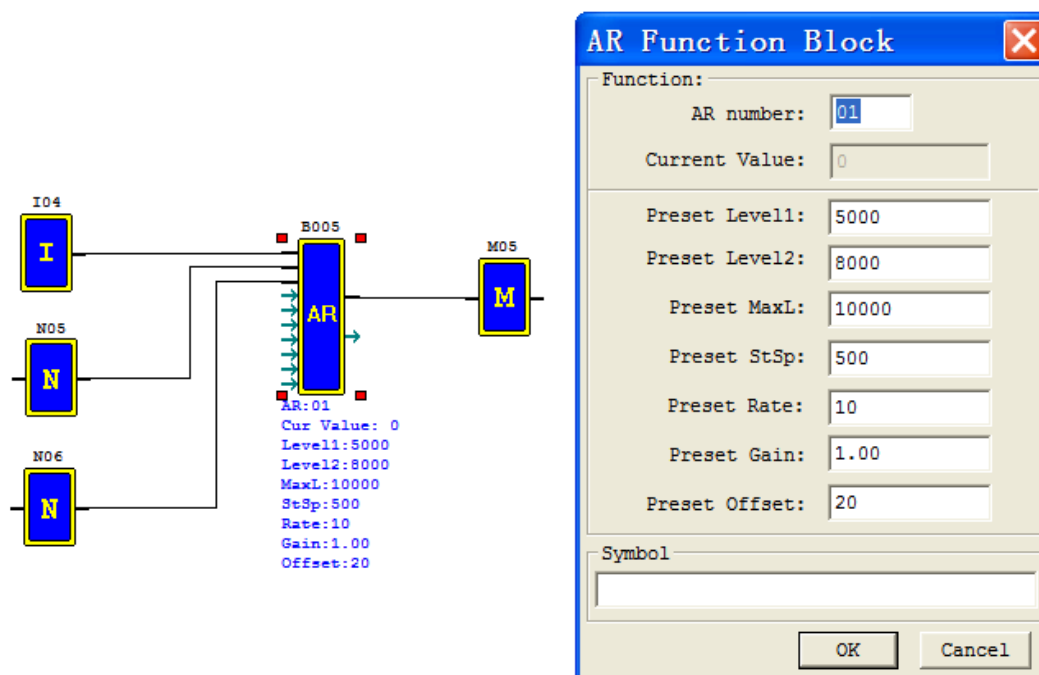 I04
I
N05
N
N06
N
B005
AR
M05
M
AR:01
Cur Value: 0
Level1:5000
Level2:8000
MaxL:10000
StSp:500
Rate:10
Gain:1.00
Offset:20
AR Function Block
Function:
AR number: 01
Current Value: 0
Preset Level1: 5000
Preset Level2: 8000
Preset MaxL: 10000
Preset StSp: 500
Preset Rate: 10
Preset Gain: 1.00
Preset Offset: 20
Symbol
OK Cancel